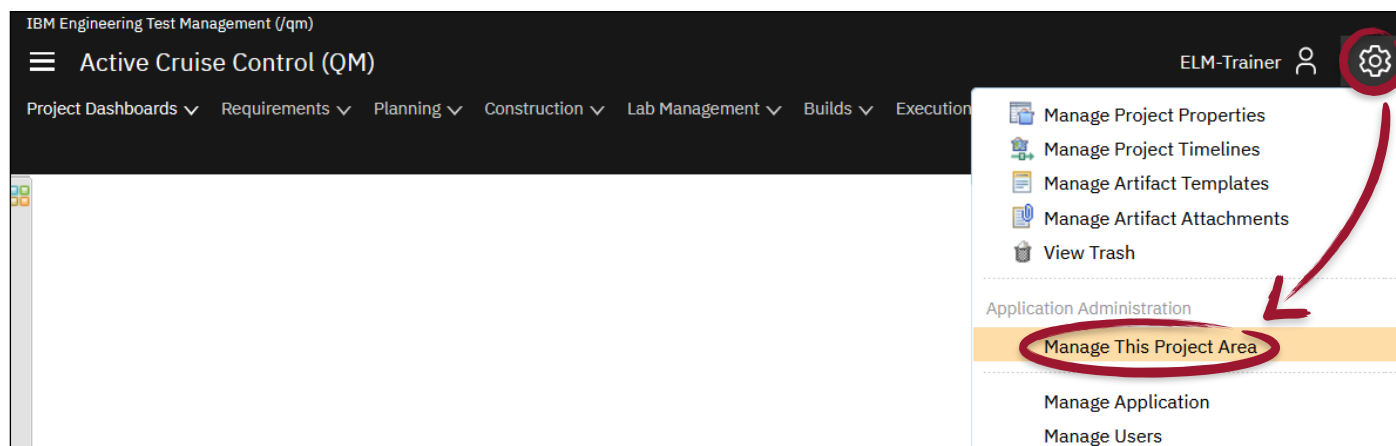 IBM Engineering Test Management (/qm)
Active Cruise Control (QM)
ELM-Trainer
Project Dashboards Requirements Planning Construction Lab Management Builds Execution
Manage Project Properties
Manage Project Timelines
Manage Artifact Templates
Manage Artifact Attachments
View Trash
Application Administration
Manage This Project Area
Manage Application
Manage Users